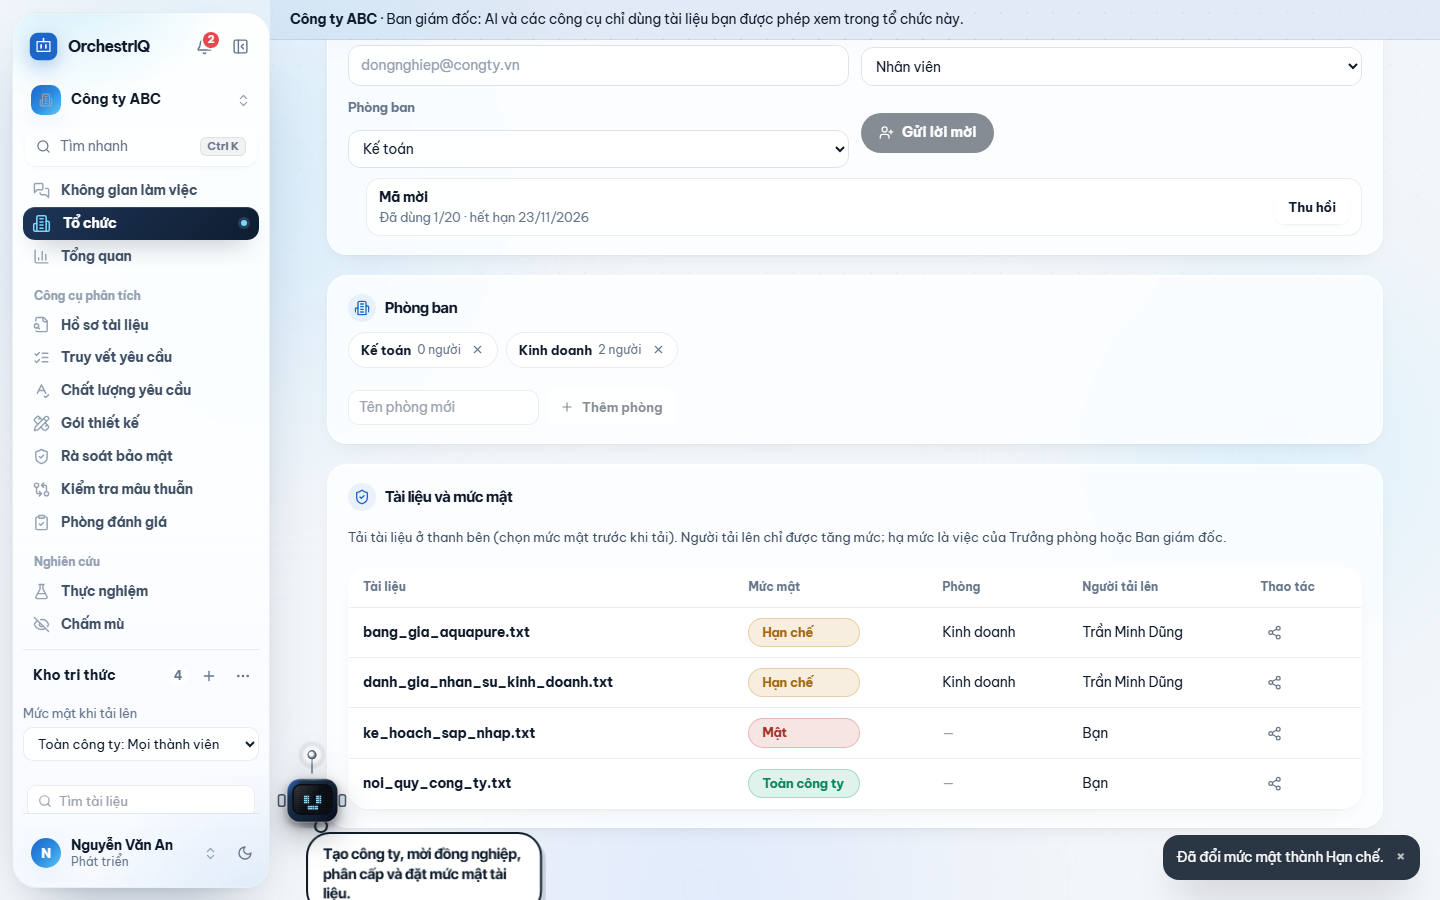 Công ty ABC · Ban giám đốc: AI và các công cụ chỉ dùng tài liệu bạn được phép xem trong tổ chức này.
OrchestrIQ
2
Công ty ABC
Tìm nhanh
Ctrl K
Không gian làm việc
Tổ chức
Tổng quan
Công cụ phân tích
Hồ sơ tài liệu
Truy vết yêu cầu
Chất lượng yêu cầu
Gói thiết kế
Rà soát bảo mật
Kiểm tra mâu thuẫn
Phòng đánh giá
Nghiên cứu
Thực nghiệm
Chấm mù
Kho tri thức 4
Mức mật khi tải lên
Toàn công ty: Mọi thành viên
Tìm tài liệu
N
Nguyễn Văn An
Phát triển
dongnghiep@congty.vn
Nhân viên
Phòng ban
Kế toán
Gửi lời mời
Mã mời
Đã dùng 1/20 · hết hạn 23/11/2026
Thu hồi
Phòng ban
Kế toán 0 người
Kinh doanh 2 người
Tên phòng mới
Thêm phòng
Tài liệu và mức mật
Tải tài liệu ở thanh bên (chọn mức mật trước khi tải). Người tải lên chỉ được tăng mức; hạ mức là việc của Trưởng phòng hoặc Ban giám đốc.
Tài liệu Mức mật Phòng Người tải lên Thao tác
bang_gia_aquapure.txt Hạn chế Kinh doanh Trần Minh Dũng
danh_gia_nhan_su_kinh_doanh.txt Hạn chế Kinh doanh Trần Minh Dũng
ke_hoach_sap_nhap.txt Mật — Bạn
noi_quy_cong_ty.txt Toàn công ty — Bạn
Tạo công ty, mời đồng nghiệp,
phân cấp và đặt mức mật tài
liệu.
Đã đổi mức mật thành Hạn chế.